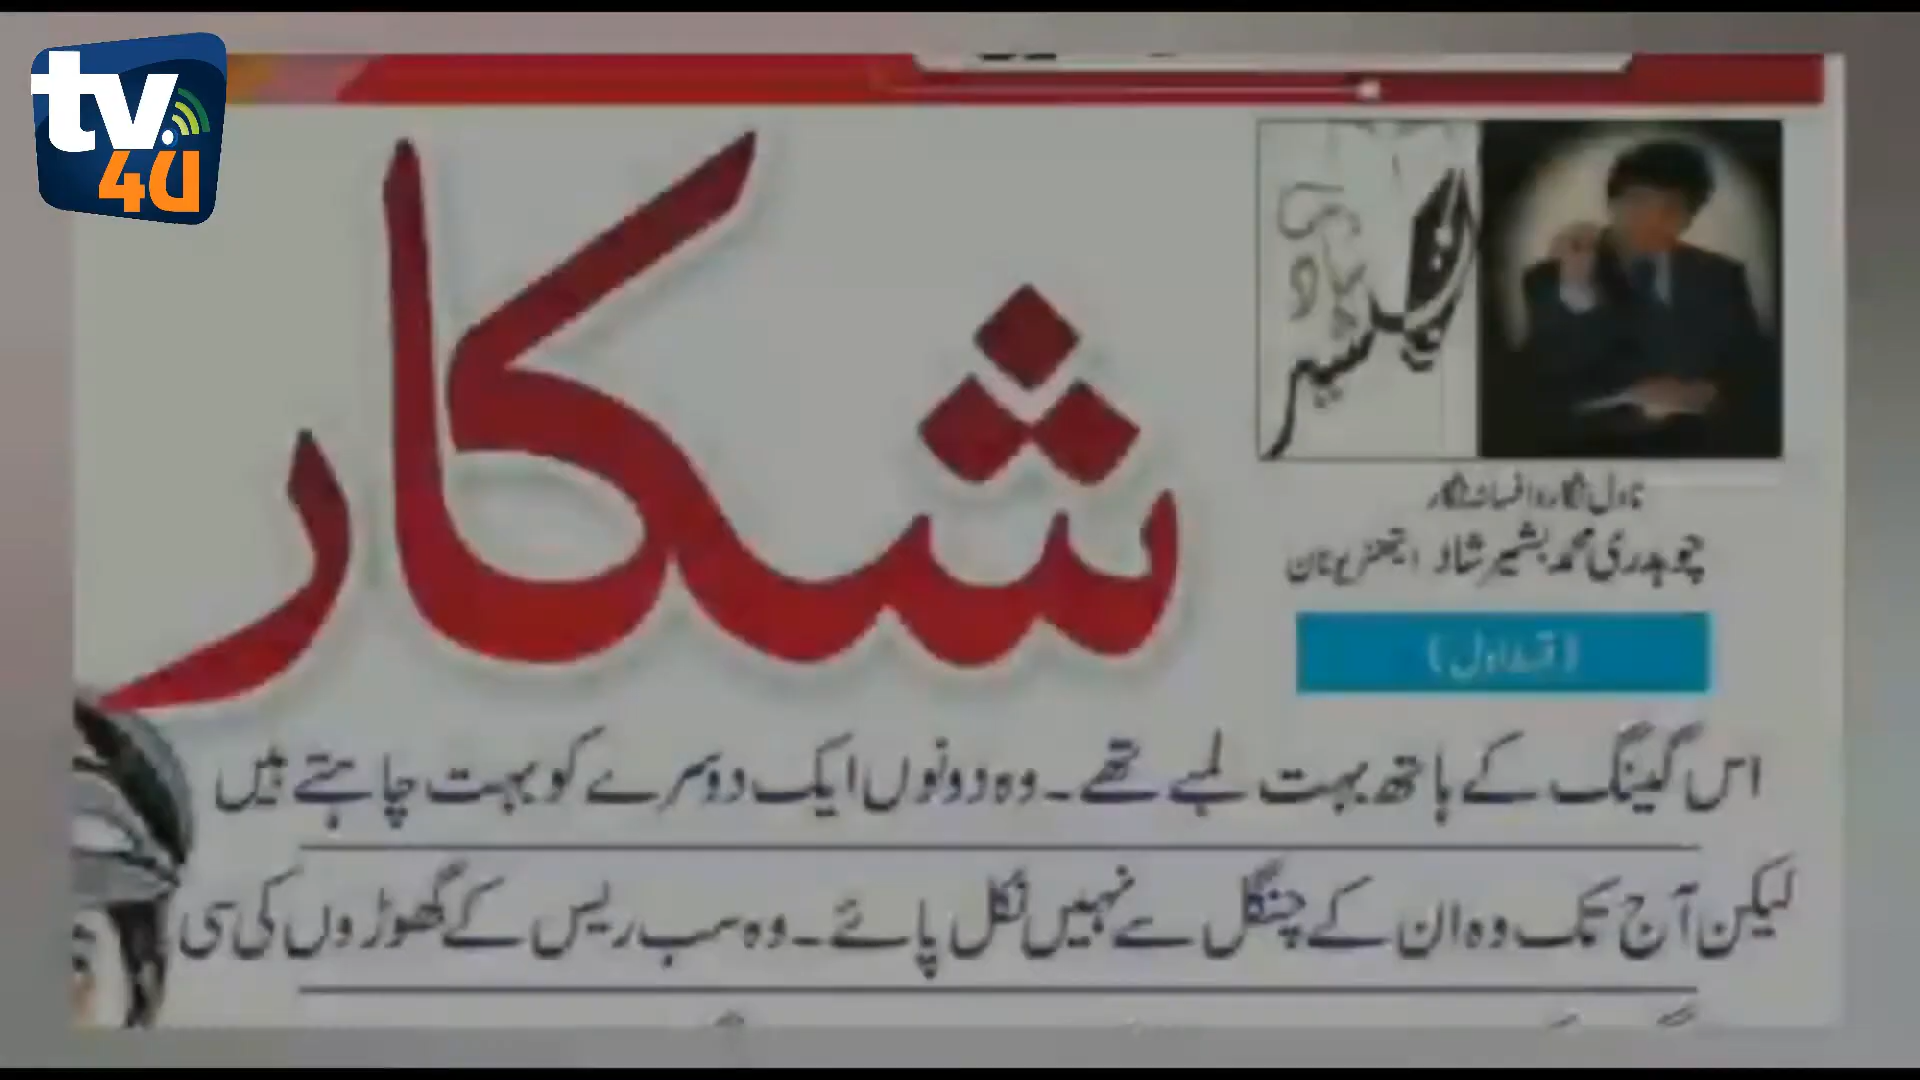 tv
4U
شکار
ناول نگار و افسانہ نگار
چوہدری محمد بشیر شاد ایتھنز یونان
(قسط اول)
اس گینگ کے ہاتھ بہت لمبے تھے۔ وہ دونوں ایک دوسرے کو بہت چاہتے ہیں
لیکن آج تک وہ ان کے چنگل سے نہیں نکل پائے۔ وہ سب ریس کے گھوڑوں کی سی